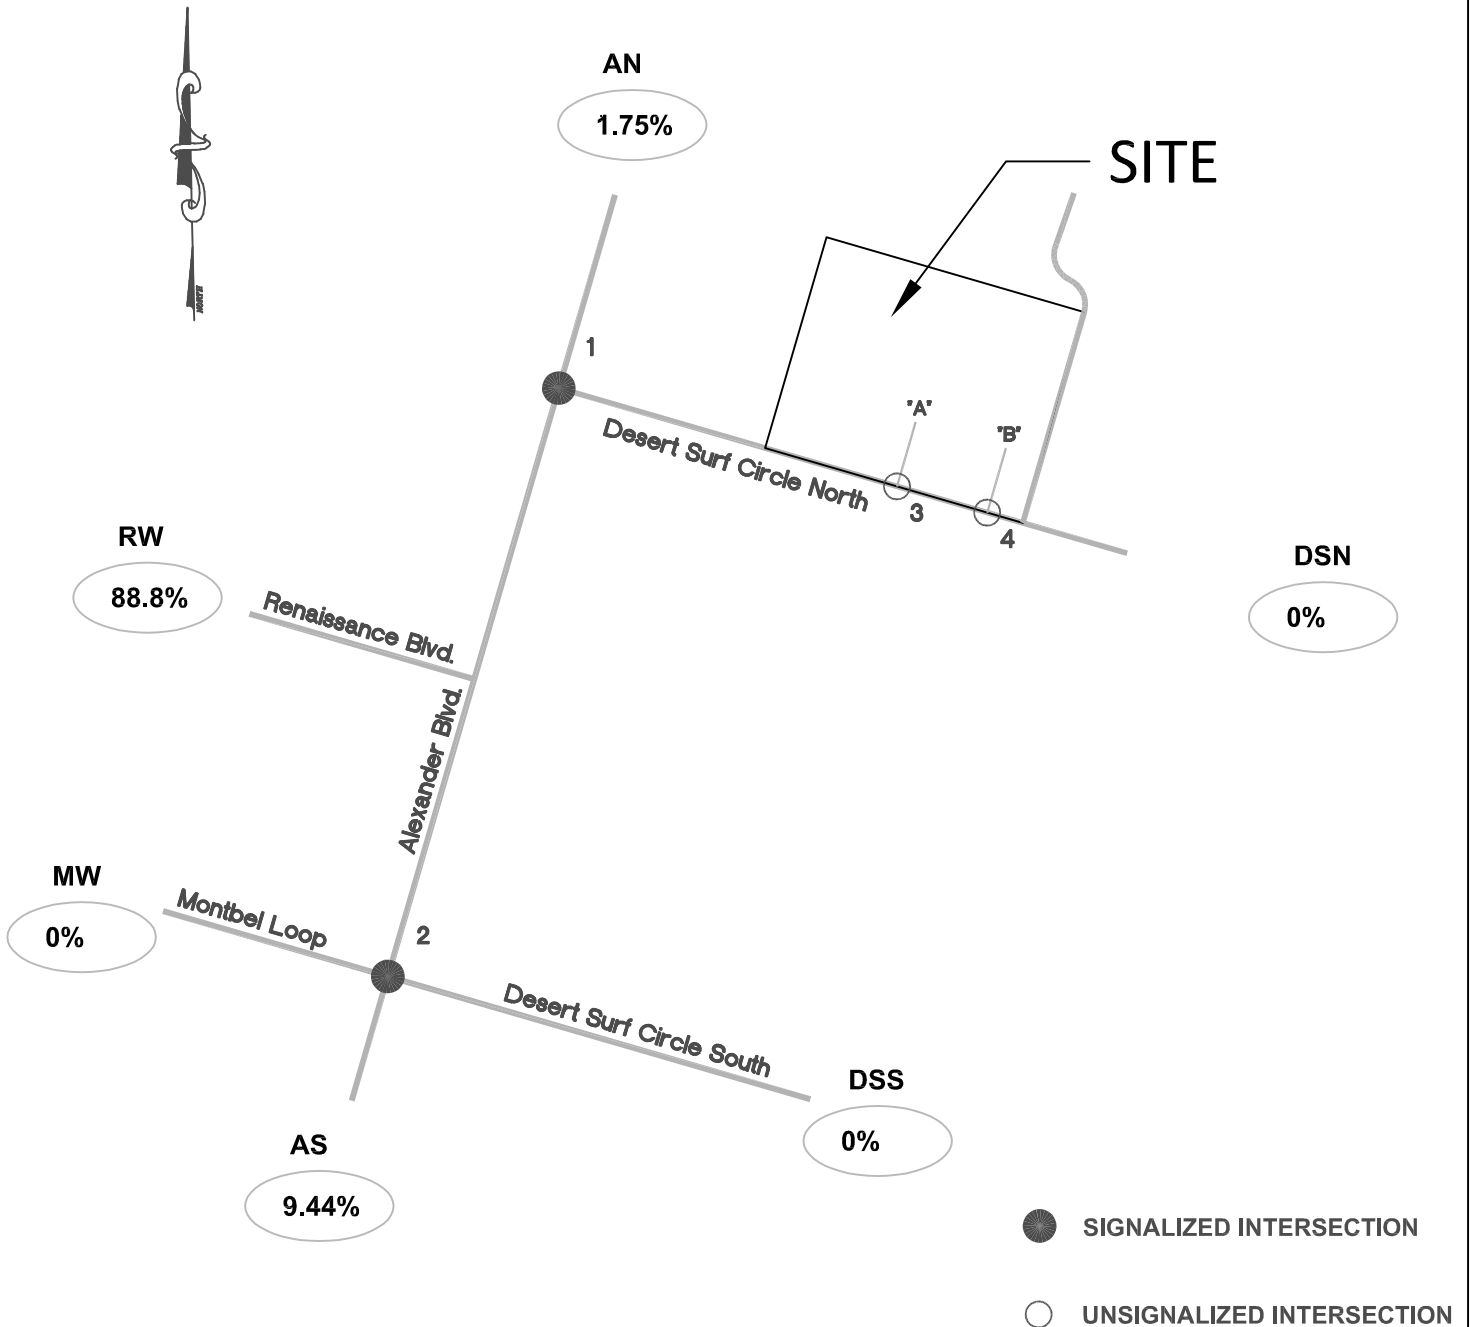 AN
1.75%
SITE
NORTH
1
"A"
"B"
Desert Surf Circle North
3
4
RW
88.8%
Renaissance Blvd.
DSN
0%
Alexander Blvd.
MW
0%
Montbel Loop
2
Desert Surf Circle South
DSS
0%
AS
9.44%
SIGNALIZED INTERSECTION
UNSIGNALIZED INTERSECTION